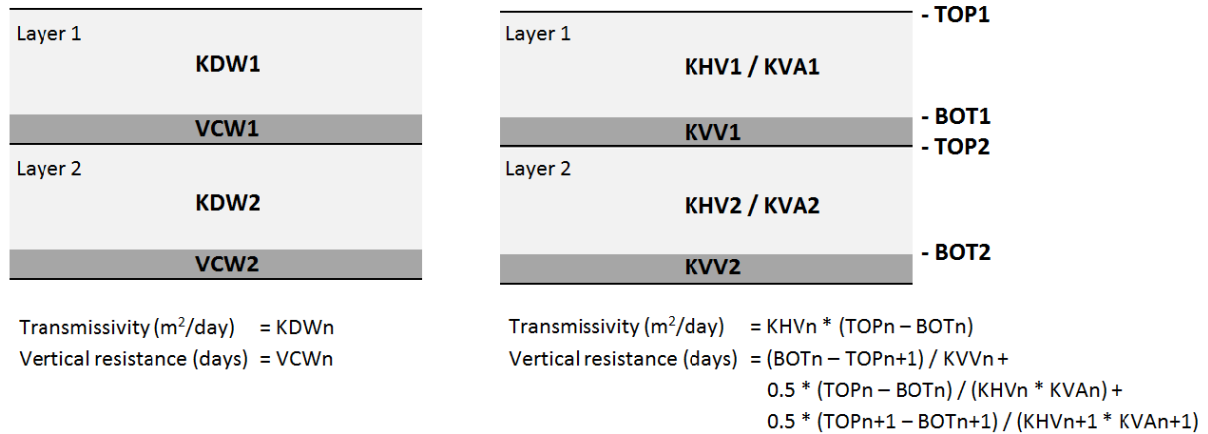 Layer 1
KDW1
VCW1
Layer 2
KDW2
VCW2
Transmissivity (m²/day) = KDWn
Vertical resistance (days) = VCWn
- TOP1
Layer 1
KHV1 / KVA1
- BOT1
KVV1
- TOP2
Layer 2
KHV2 / KVA2
- BOT2
KVV2
Transmissivity (m²/day) = KHVn * (TOPn – BOTn)
Vertical resistance (days) = (BOTn – TOPn+1) / KVVn +
0.5 * (TOPn – BOTn) / (KHVn * KVAn) +
0.5 * (TOPn+1 – BOTn+1) / (KHVn+1 * KVAn+1)